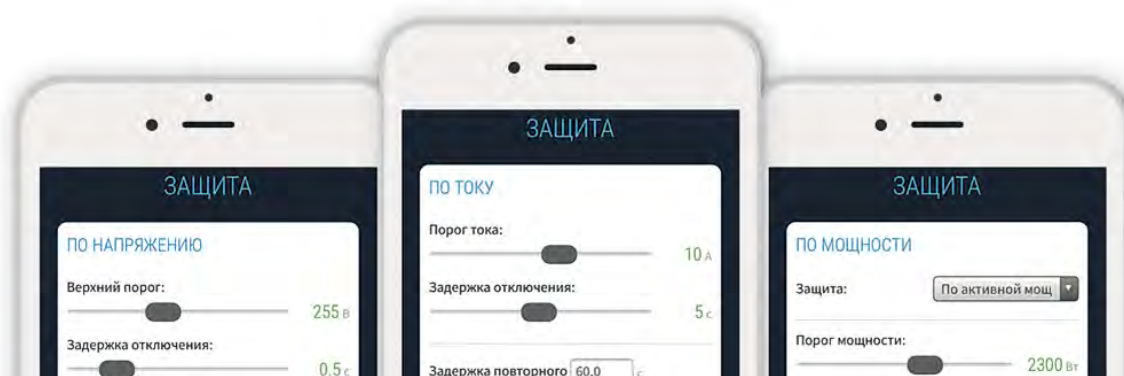 ЗАЩИТА
ПО НАПРЯЖЕНИЮ
Верхний порог:
255 В
Задержка отключения:
0.5 с
ЗАЩИТА
ПО ТОКУ
Порог тока:
10 А
Задержка отключения:
5 с
Задержка повторного 60.0 с
ЗАЩИТА
ПО МОЩНОСТИ
Защита: По активной мощ
Порог мощности:
2300 Вт